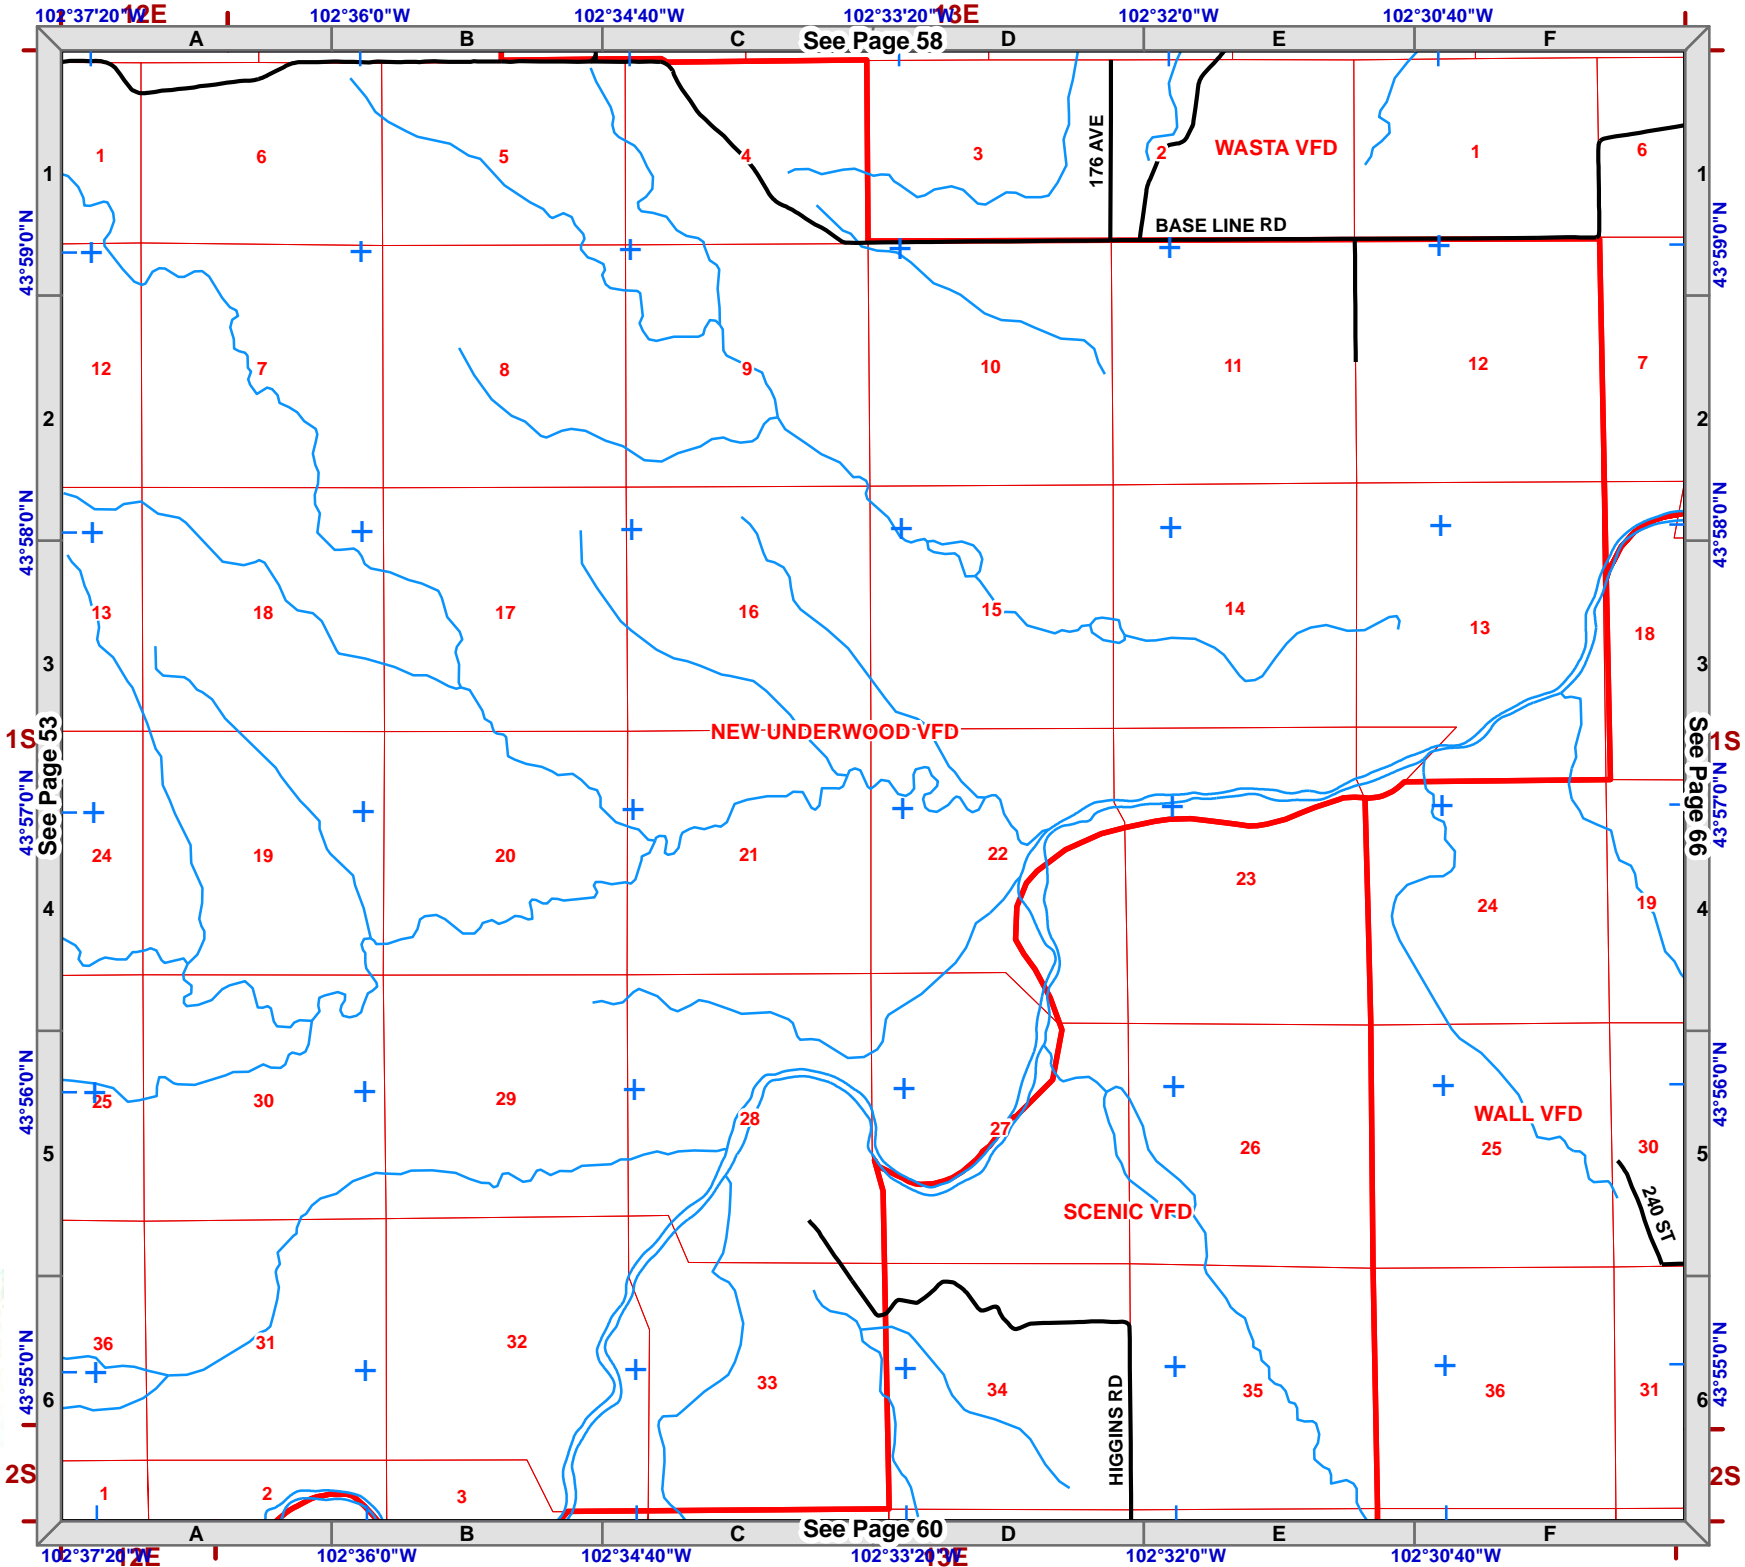 102°37'20"W 12E 102°36'0"W 102°34'40"W 102°33'20"W 13E 102°32'0"W 102°30'40"W
A B C See Page 58 D E F
1 6 5 4 3 176 AVE 2 WASTA VFD 1 6
1 1
BASE LINE RD
43°59'0"N 43°59'0"N
12 7 8 9 10 11 12 7
2 2
43°58'0"N 43°58'0"N
13 18 17 16 15 14 13 18
3 3
1S See Page 53 NEW UNDERWOOD VFD See Page 66 1S
43°57'0"N 43°57'0"N
24 19 20 21 22 23 24 19
4 4
43°56'0"N 43°56'0"N
25 30 29 28 27 26 WALL VFD 25 30
5 5
SCENIC VFD 240 ST
36 31 32 33 34 35 36 31
43°55'0"N 43°55'0"N
6 HIGGINS RD 6
2S 2S
1 2 3
A B C See Page 60 D E F
102°37'20"W 12E 102°36'0"W 102°34'40"W 102°33'20"W 13E 102°32'0"W 102°30'40"W